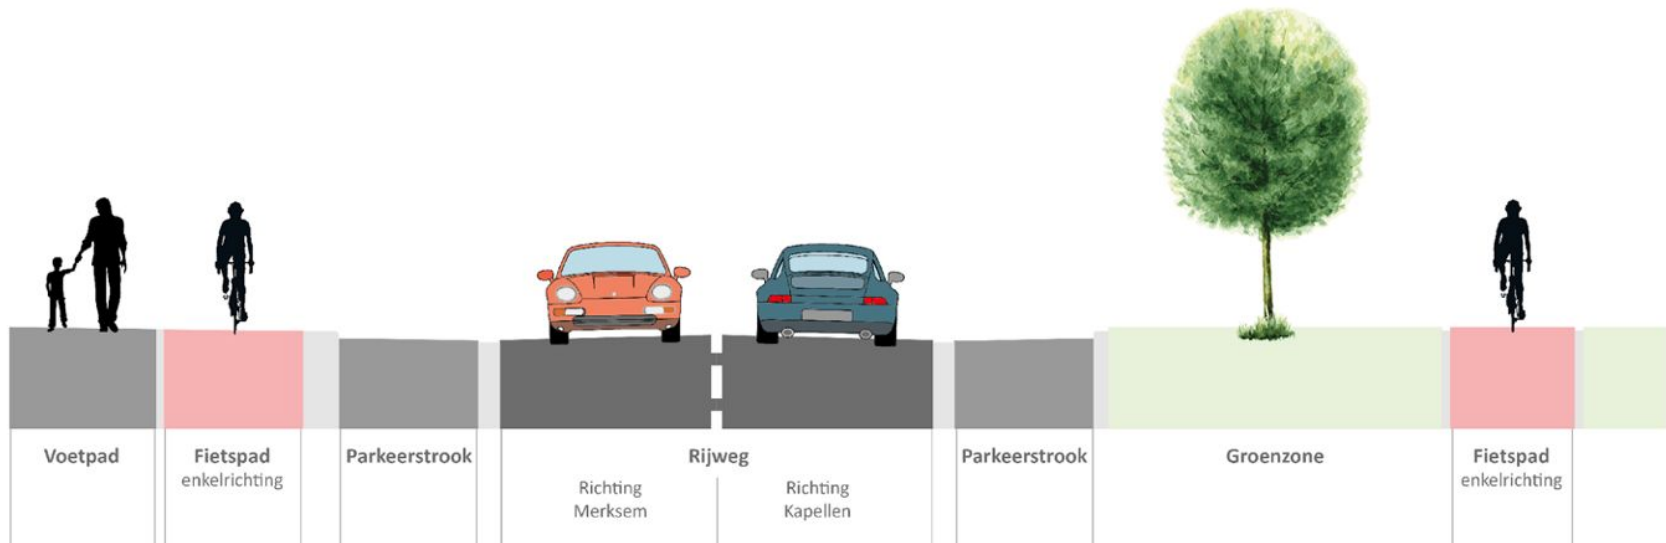 Voetpad
Fietspad
enkelrichting
Parkeerstrook
Rijweg
Richting
Merksem
Richting
Kapellen
Parkeerstrook
Groenzone
Fietspad
enkelrichting